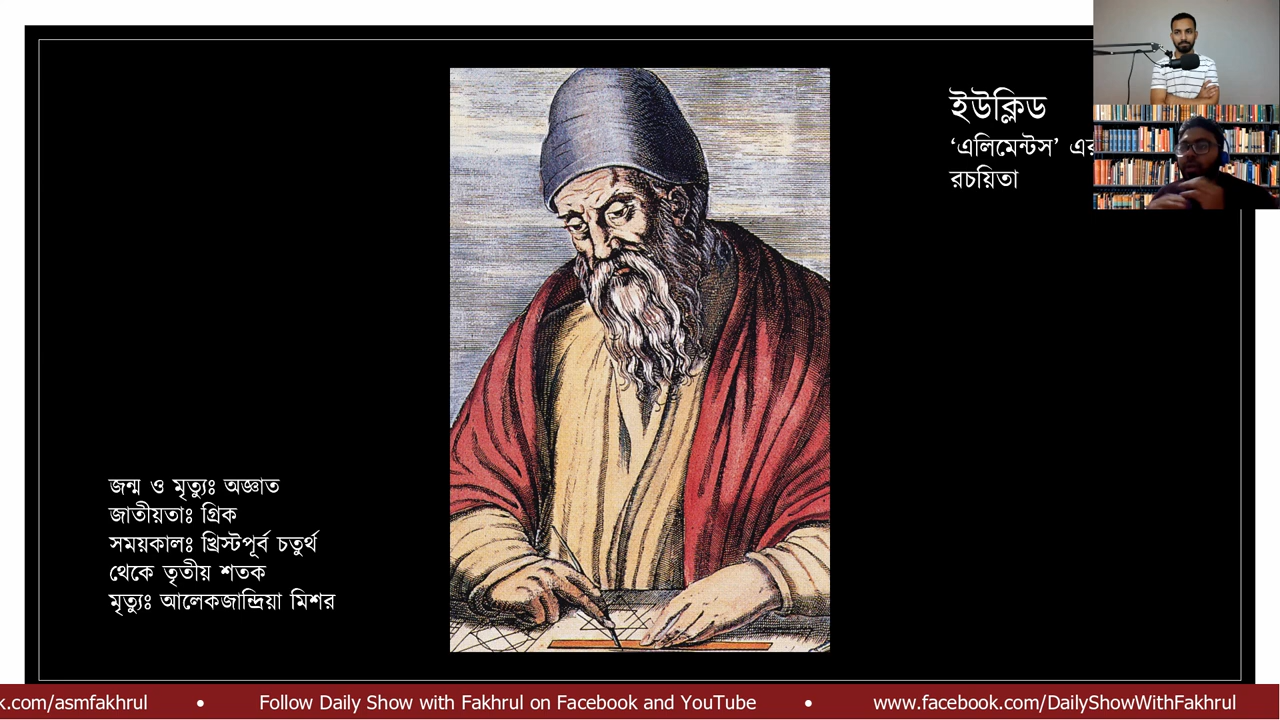 ইউক্লিড
‘এলিমেন্টস’ এর
রচয়িতা
জন্ম ও মৃত্যুঃ অজ্ঞাত
জাতীয়তাঃ গ্রিক
সময়কালঃ খ্রিস্টপূর্ব চতুর্থ
থেকে তৃতীয় শতক
মৃত্যুঃ আলেকজান্দ্রিয়া মিশর
k.com/asmfakhrul • Follow Daily Show with Fakhrul on Facebook and YouTube • www.facebook.com/DailyShowWithFakhrul